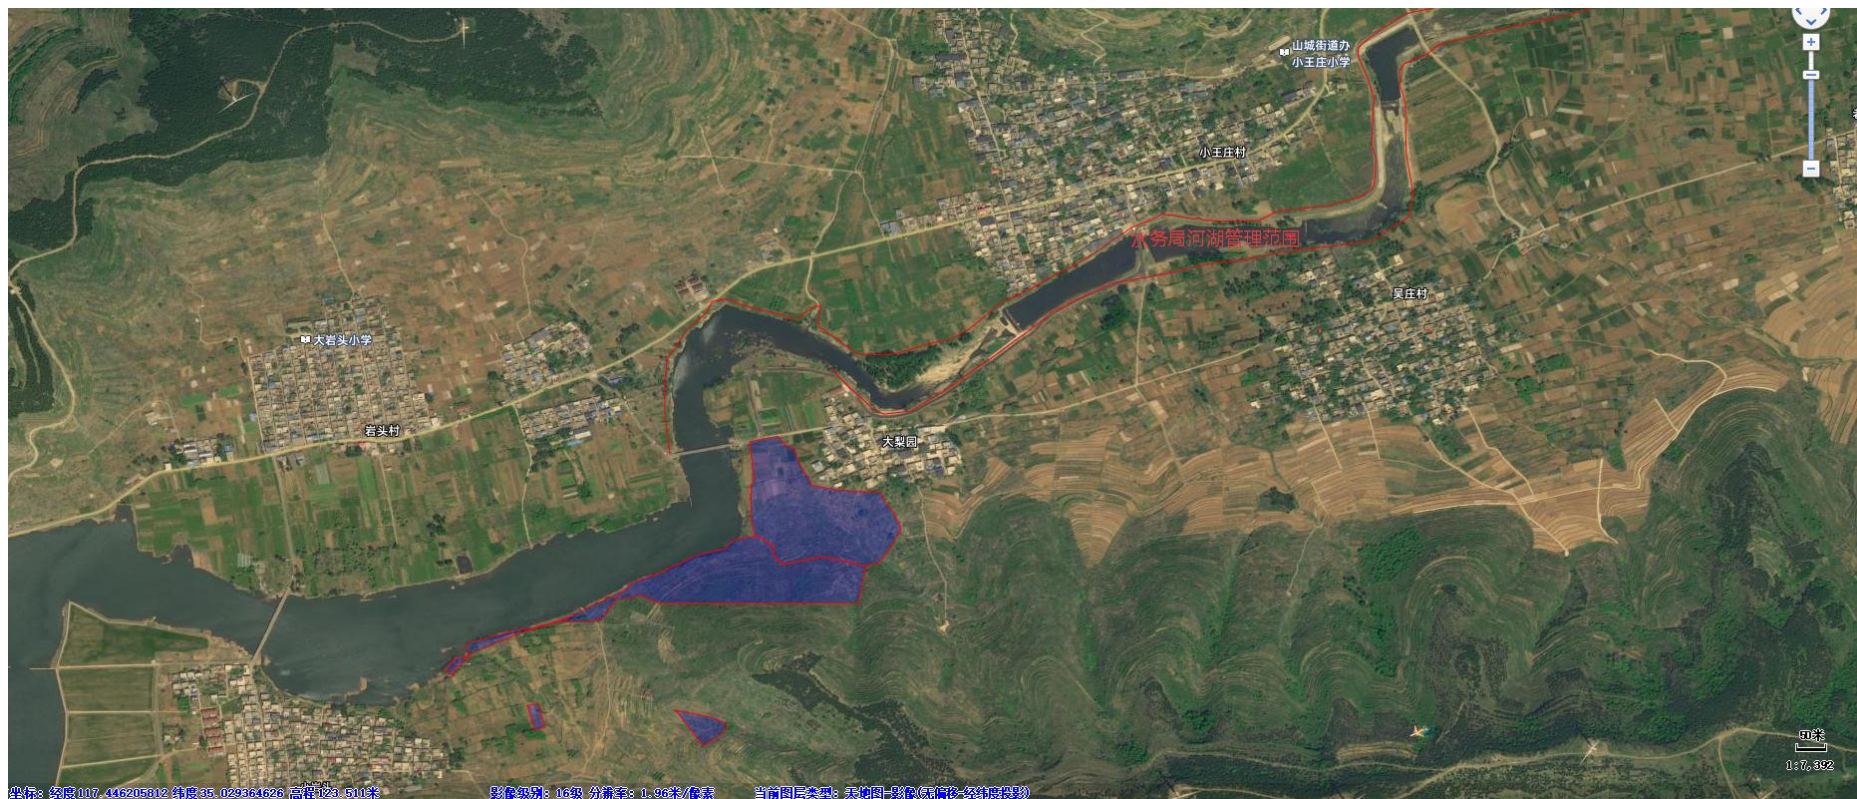 山城街道办
小王庄小学
小王庄村
水务局河湖管理范围
吴庄村
大岩头小学
岩头村
大梨园
50米
1:7,392
坐标: 经度117.446205812 纬度35.029364626 高程123.511米
影像级别: 16级 分辨率: 1.96米/像素
当前图层类型: 天地图-影像(无偏移-经纬度投影)